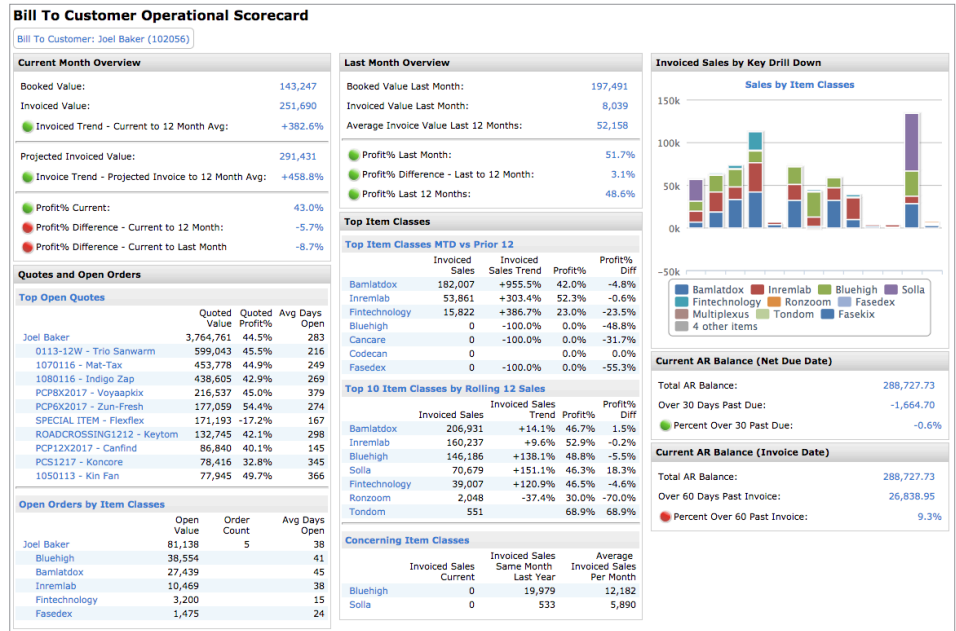 Bill To Customer Operational Scorecard
Bill To Customer: Joel Baker (102056)
Current Month Overview
Booked Value: 143,247
Invoiced Value: 251,690
Invoiced Trend - Current to 12 Month Avg: +382.6%
Projected Invoiced Value: 291,431
Invoice Trend - Projected Invoice to 12 Month Avg: +458.8%
Profit% Current: 43.0%
Profit% Difference - Current to 12 Month: -5.7%
Profit% Difference - Current to Last Month -8.7%
Quotes and Open Orders
Top Open Quotes
Quoted Quoted Avg Days
Value Profit% Open
Joel Baker 3,764,761 44.5% 283
0113-12W - Trio Sanwarm 599,043 45.5% 216
1070116 - Mat-Tax 453,778 44.9% 249
1080116 - Indigo Zap 438,605 42.9% 269
PCP8X2017 - Voyaapkix 216,537 45.0% 379
PCP6X2017 - Zun-Fresh 177,059 54.4% 274
SPECIAL ITEM - Flexflex 171,193 -17.2% 167
ROADCROSSING1212 - Keytom 132,745 42.1% 298
PCP12X2017 - Canfind 86,840 40.1% 145
PCS1217 - Koncore 78,416 32.8% 345
1050113 - Kin Fan 77,945 49.7% 366
Open Orders by Item Classes
Open Order Avg Days
Value Count Open
Joel Baker 81,138 5 38
Bluehigh 38,554 41
Bamlatdox 27,439 45
Inremlab 10,469 38
Fintechnology 3,200 15
Fasedex 1,475 24
Last Month Overview
Booked Value Last Month: 197,491
Invoiced Value Last Month: 8,039
Average Invoice Value Last 12 Months: 52,158
Profit% Last Month: 51.7%
Profit% Difference - Last to 12 Month: 3.1%
Profit% Last 12 Months: 48.6%
Top Item Classes
Top Item Classes MTD vs Prior 12
Invoiced Invoiced Profit%
Sales Sales Trend Profit% Diff
Bamlatdox 182,007 +955.5% 42.0% -4.8%
Inremlab 53,861 +303.4% 52.3% -0.6%
Fintechnology 15,822 +386.7% 23.0% -23.5%
Bluehigh 0 -100.0% 0.0% -48.8%
Cancare 0 -100.0% 0.0% -31.7%
Codecan 0 0.0% 0.0%
Fasedex 0 -100.0% 0.0% -55.3%
Top 10 Item Classes by Rolling 12 Sales
Invoiced Sales Profit%
Invoiced Sales Trend Profit% Diff
Bamlatdox 206,931 +14.1% 46.7% 1.5%
Inremlab 160,237 +9.6% 52.9% -0.2%
Bluehigh 146,186 +138.1% 48.8% -5.5%
Solla 70,679 +151.1% 46.3% 18.3%
Fintechnology 39,007 +120.9% 46.5% -4.6%
Ronzoom 2,048 -37.4% 30.0% -70.0%
Tondom 551 68.9% 68.9%
Concerning Item Classes
Invoiced Sales Average
Invoiced Sales Same Month Invoiced Sales
Current Last Year Per Month
Bluehigh 0 19,979 12,182
Solla 0 533 5,890
Invoiced Sales by Key Drill Down
Sales by Item Classes
150k
100k
50k
0k
-50k
Bamlatdox Inremlab Bluehigh Solla
Fintechnology Ronzoom Fasedex
Multiplexus Tondom Fasekix
4 other items
Current AR Balance (Net Due Date)
Total AR Balance: 288,727.73
Over 30 Days Past Due: -1,664.70
Percent Over 30 Past Due: -0.6%
Current AR Balance (Invoice Date)
Total AR Balance: 288,727.73
Over 60 Days Past Invoice: 26,838.95
Percent Over 60 Past Invoice: 9.3%